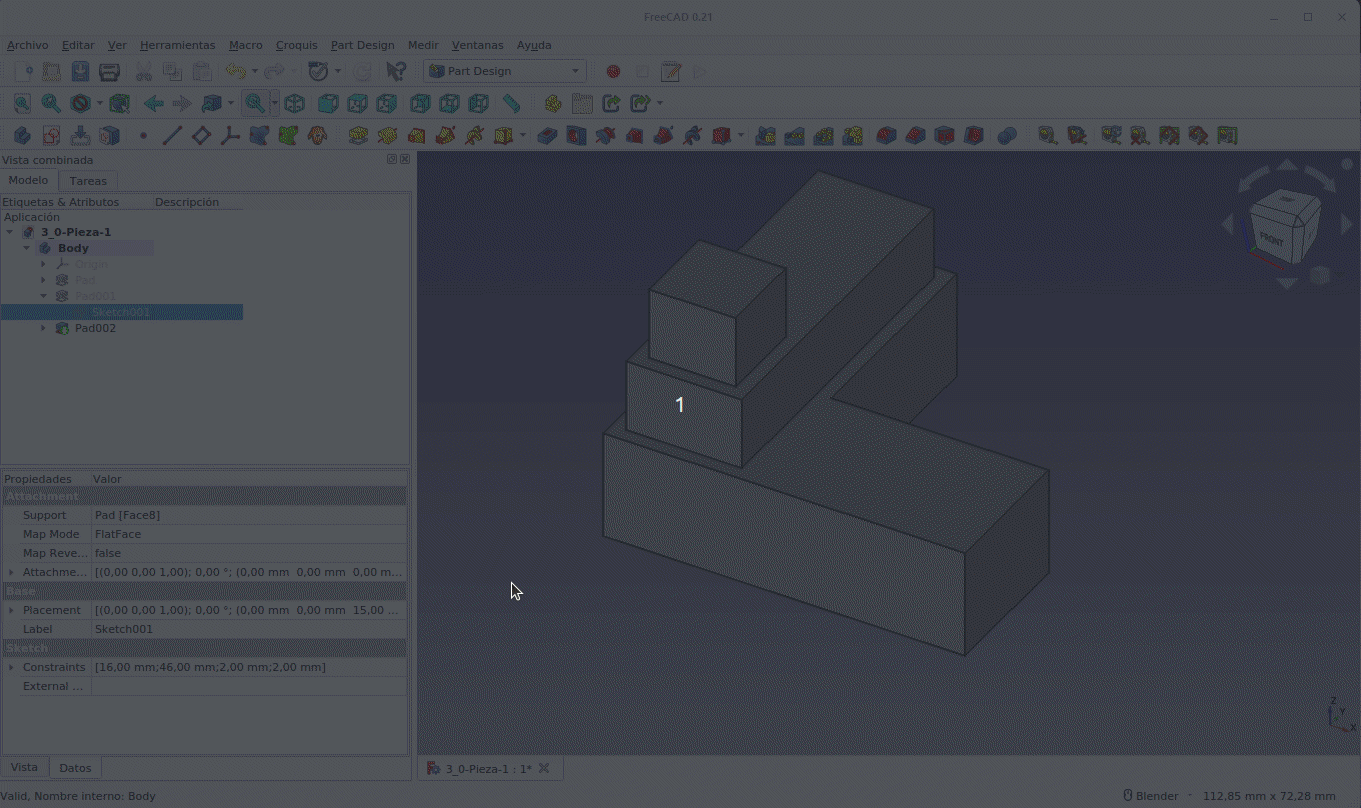 FreeCAD 0.21
Archivo Editar Ver Herramientas Macro Croquis Part Design Medir Ventanas Ayuda
Part Design
Vista combinada
Modelo Tareas
Etiquetas & Atributos Descripción
Aplicación
3_0-Pieza-1
Body
Origin
Pad
Pad001
Sketch001
Pad002
Propiedades Valor
Attachment
Support Pad [Face8]
Map Mode FlatFace
Map Reve... false
Attachme... [(0,00 0,00 1,00); 0,00 °; (0,00 mm 0,00 mm 0,00 m...
Base
Placement [(0,00 0,00 1,00); 0,00 °; (0,00 mm 0,00 mm 15,00 ...
Label Sketch001
Sketch
Constraints [16,00 mm;46,00 mm;2,00 mm;2,00 mm]
External ...
Vista Datos
1
FRONT
Z
Y
X
3_0-Pieza-1 : 1*
Valid, Nombre interno: Body
Blender 112,85 mm x 72,28 mm